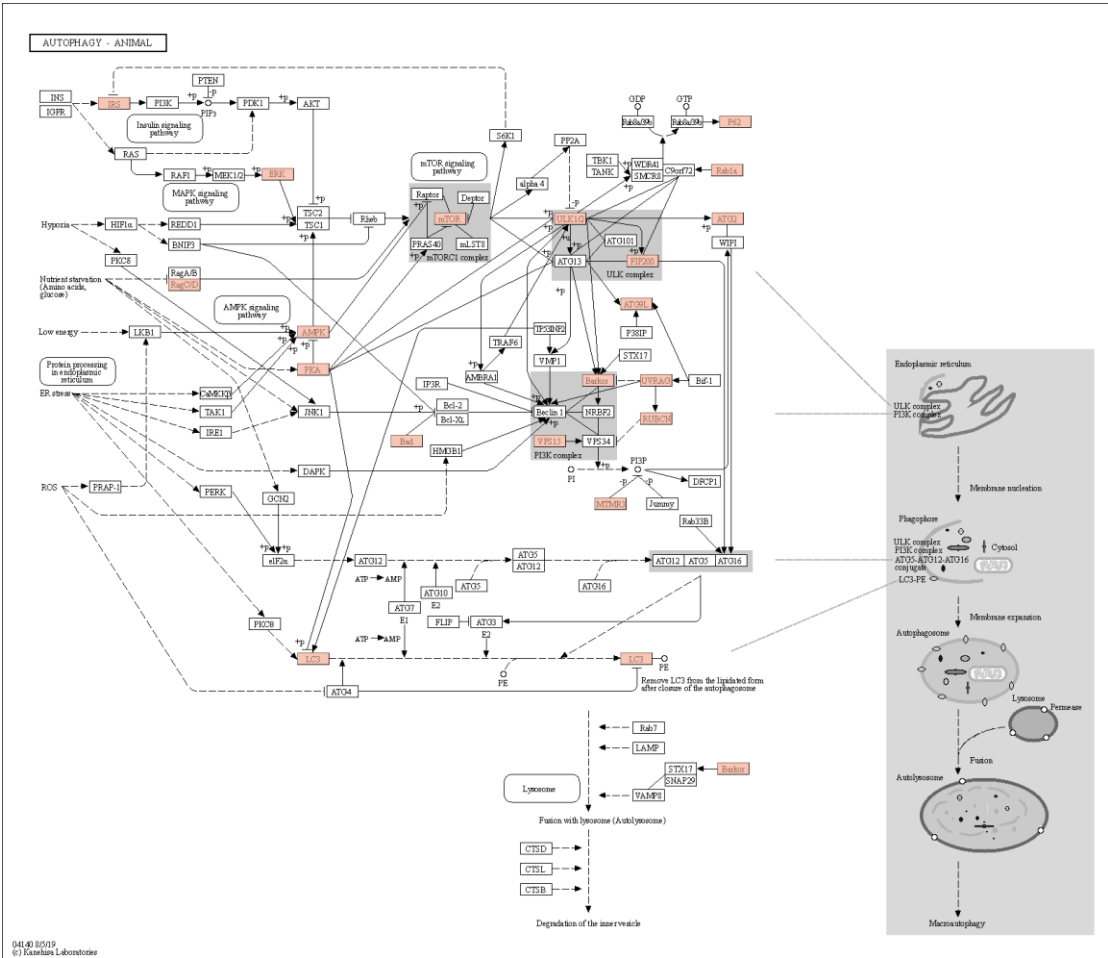 AUTOPHAGY - ANIMAL
INS
IGFR
IRS
PI3K
PTEN
-p
+p
PIP3
PDK1
+p
AKT
Insulin signaling
pathway
RAS
RAF1
+p
MEK1/2
+p
ERK
MAPK signaling
pathway
S6K1
mTOR signaling
pathway
Raptor
Deptor
mTOR
PRAS40
mLST8
+p
mTORC1 complex
+p
TSC2
TSC1
+p
Rheb
Hypoxia
HIF1α
REDD1
BNIP3
PKC8
Nutrient starvation
(Amino acids,
glucose)
RagA/B
RagC/D
AMPK signaling
pathway
Low energy
LKB1
AMPK
+p
PKA
Protein processing
in endoplasmic
reticulum
ER stress
CaMKKβ
TAK1
IRE1
JNK1
DAPK
ROS
PRAP-1
PERK
GCN2
+p
+p
eIF2α
PKC8
PP2A
-p
alpha 4
GDP
GTP
Rab8a/39b
Rab8a/39b
P62
TBK1
TANK
+p
+p
WDR41
SMCR8
C9orf72
Rab1a
+p
ULK1/2
+p
+u
ATG101
+p
ATG13
FIP200
ULK complex
+p
ATG2
WIPI
ATG9L
P38IP
TP53INP2
TRAF6
VMP1
+p
AMBRA1
STX17
IP3R
Bcl-2
Bcl-XL
+p
Bad
HMGB1
Barkor
UVRAG
Bif-1
Beclin 1
NRBF2
RUBCN
+p
VPS15
VPS34
PI3K complex
+p
PI
PI3P
-p
-p
DFCP1
MTMR3
Jummy
Rab33B
ATG12
ATG5
ATG12
ATG12
ATG5
ATG16
ATP
AMP
ATG10
E2
ATG5
ATG16
ATG7
E1
FLIP
ATG3
E2
ATP
AMP
+p
LC3
LC3
PE
PE
ATG4
Remove LC3 from the lipidated form
after closure of the autophagosome
Rab7
LAMP
STX17
SNAP29
Barkor
VAMP8
Lysosome
Fusion with lysosome (Autolysosome)
CTSD
CTSL
CTSB
Degradation of the inner vesicle
Endoplasmic reticulum
ULK complex
PI3K complex
Membrane nucleation
Phagophore
ULK complex
PI3K complex
ATG5-ATG12-ATG16
conjugate
LC3-PE
Cytosol
Membrane expansion
Autophagosome
Lysosome
Permease
Fusion
Autolysosome
Macroautophagy
04140 8/5/19
(c) Kanehisa Laboratories